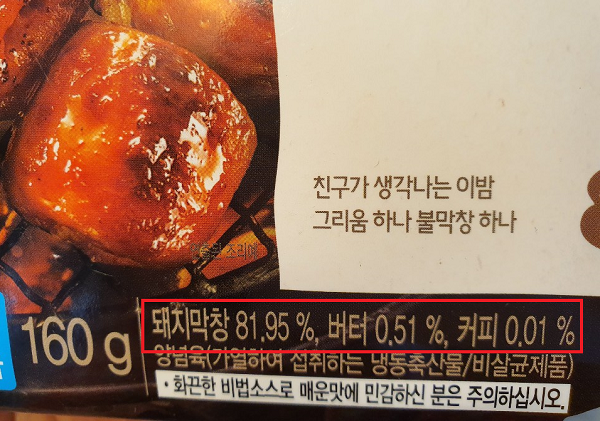 친구가 생각나는 이밤
그리움 하나 불막창 하나
조리예
160 g
돼지막창 81.95 %, 버터 0.51 %, 커피 0.01 %
양념육(가열하여 섭취하는 냉동축산물/비살균제품)
• 화끈한 비법소스로 매운맛에 민감하신 분은 주의하십시오.